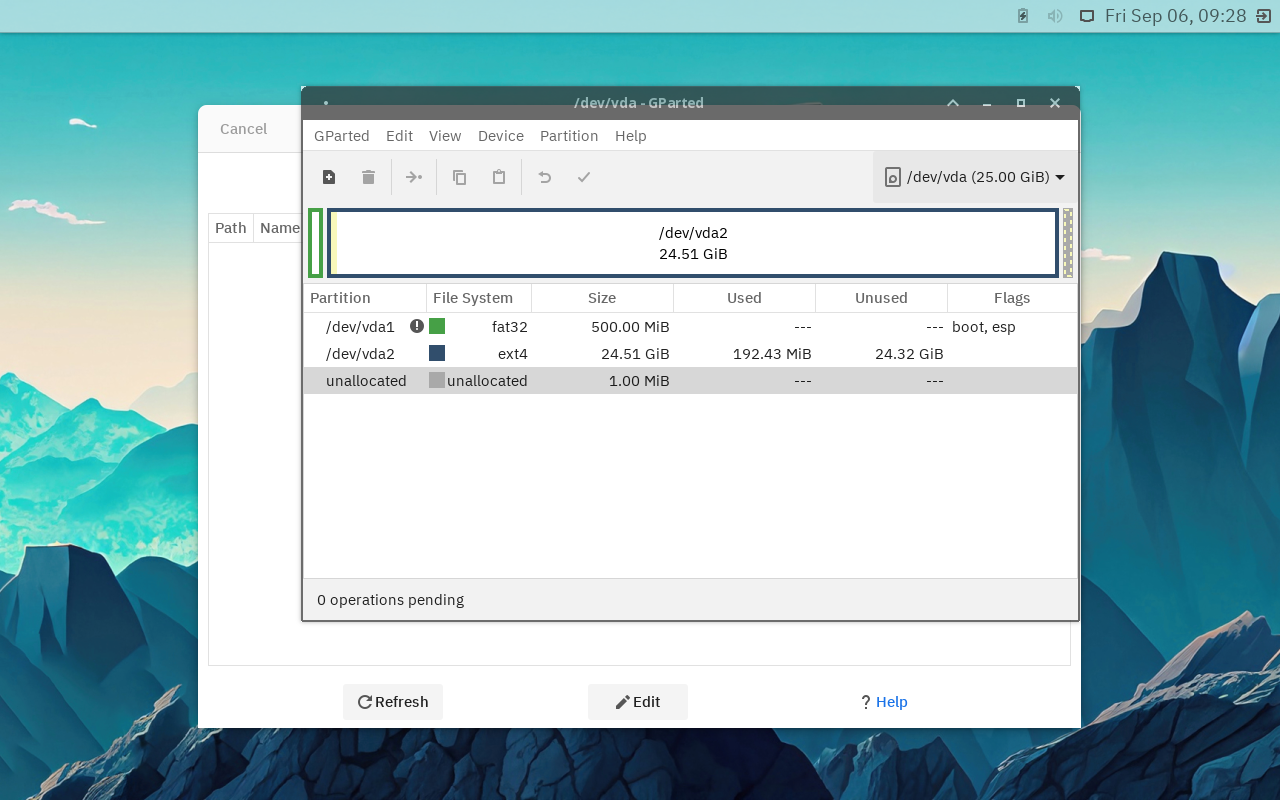 Fri Sep 06, 09:28
/dev/vda - GParted
Cancel
GParted Edit View Device Partition Help
/dev/vda (25.00 GiB)
Path Name
/dev/vda2
24.51 GiB
Partition File System Size Used Unused Flags
/dev/vda1 fat32 500.00 MiB --- --- boot, esp
/dev/vda2 ext4 24.51 GiB 192.43 MiB 24.32 GiB
unallocated unallocated 1.00 MiB --- ---
0 operations pending
Refresh Edit ? Help